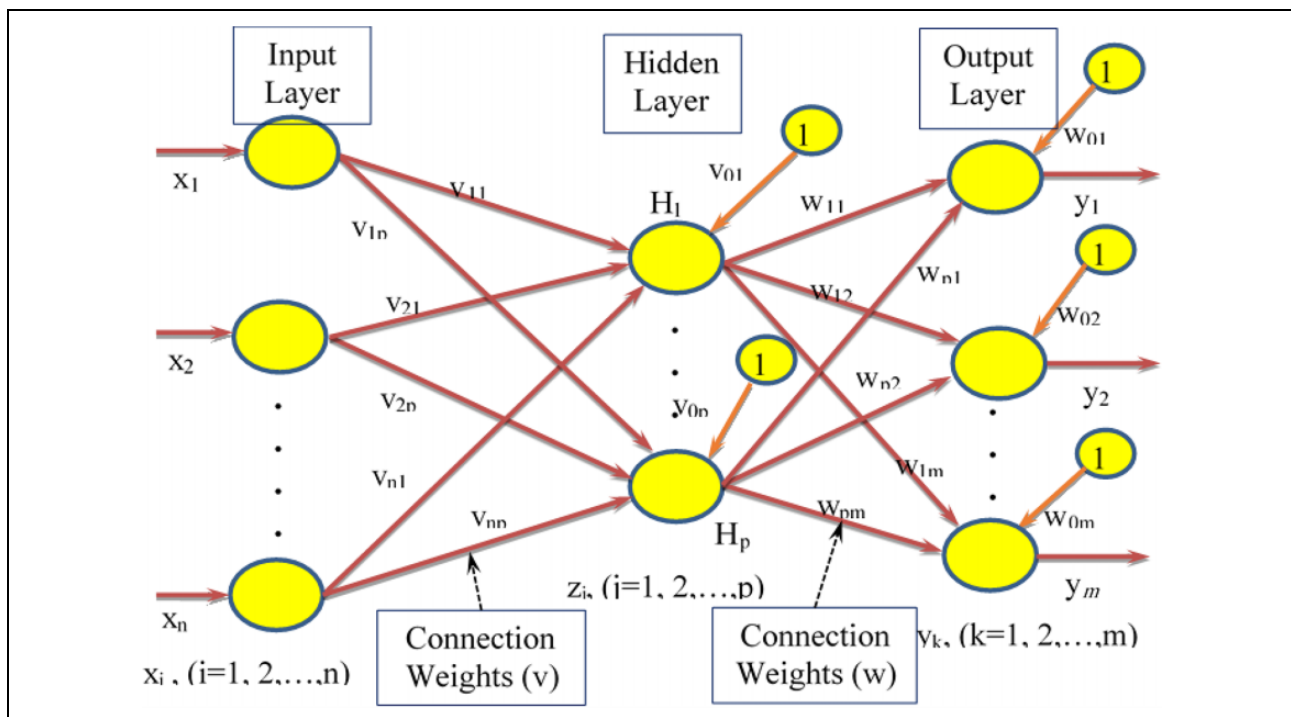 Input
Layer
Hidden
Layer
Output
Layer
1
1
w01
x1
v11
v01
w11
y1
v1p
H1
wp1
1
v21
w12
w02
x2
1
wp2
y2
v2p
v0p
1
vn1
w1m
vnp
wpm
w0m
Hp
xn
zj, (j=1, 2,…,p)
ym
Connection
Weights (v)
Connection
Weights (w)
yk, (k=1, 2,…,m)
xi , (i=1, 2,…,n)